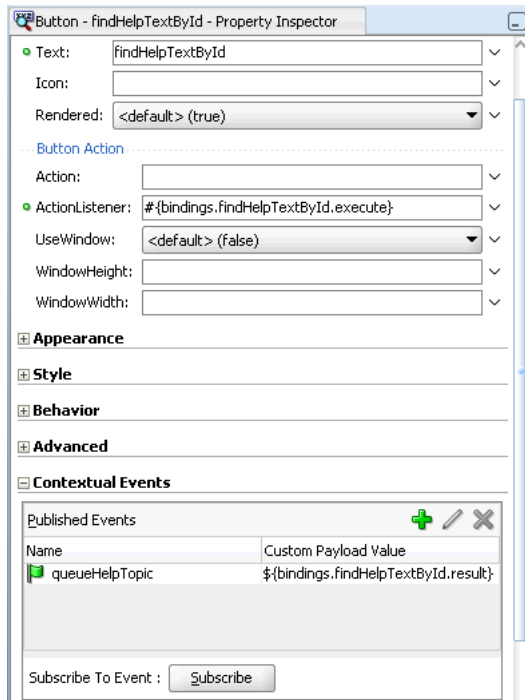 Button - findHelpTextById - Property Inspector
Text: findHelpTextById
Icon:
Rendered: <default> (true)
Button Action
Action:
ActionListener: #{bindings.findHelpTextById.execute}
UseWindow: <default> (false)
WindowHeight:
WindowWidth:
Appearance
Style
Behavior
Advanced
Contextual Events
Published Events
Name Custom Payload Value
queueHelpTopic ${bindings.findHelpTextById.result}
Subscribe To Event : Subscribe